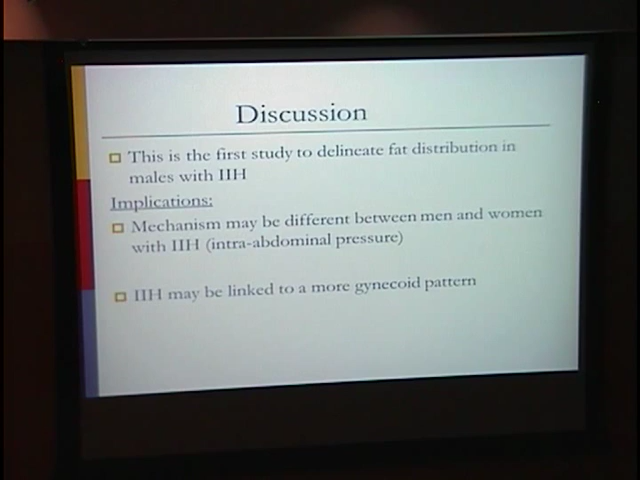 Discussion
This is the first study to delineate fat distribution in
males with IIH
Implications:
Mechanism may be different between men and women
with IIH (intra-abdominal pressure)
IIH may be linked to a more gynecoid pattern